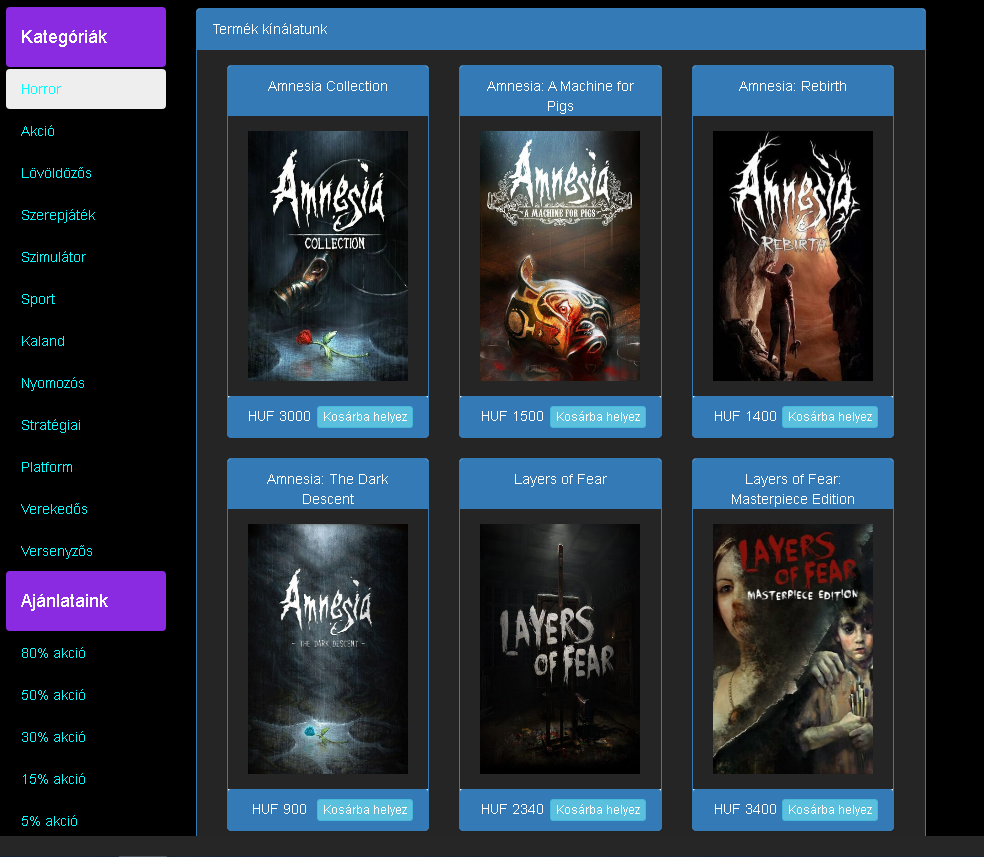 Kategóriák
Horror
Akció
Lövöldözős
Szerepjáték
Szimulátor
Sport
Kaland
Nyomozós
Stratégiai
Platform
Verekedős
Versenyzős
Ajánlataink
80% akció
50% akció
30% akció
15% akció
5% akció
Termék kínálatunk
Amnesia Collection
Amnesia
COLLECTION
HUF 3000 Kosárba helyez
Amnesia: A Machine for
Pigs
Amnesia
A MACHINE FOR PIGS
HUF 1500 Kosárba helyez
Amnesia: Rebirth
Amnesia
REBIRTH
HUF 1400 Kosárba helyez
Amnesia: The Dark
Descent
Amnesia
- THE DARK DESCENT -
HUF 900 Kosárba helyez
Layers of Fear
LAYERS
OF FEAR
HUF 2340 Kosárba helyez
Layers of Fear:
Masterpiece Edition
LAYERS
OF FEAR
MASTERPIECE EDITION
HUF 3400 Kosárba helyez